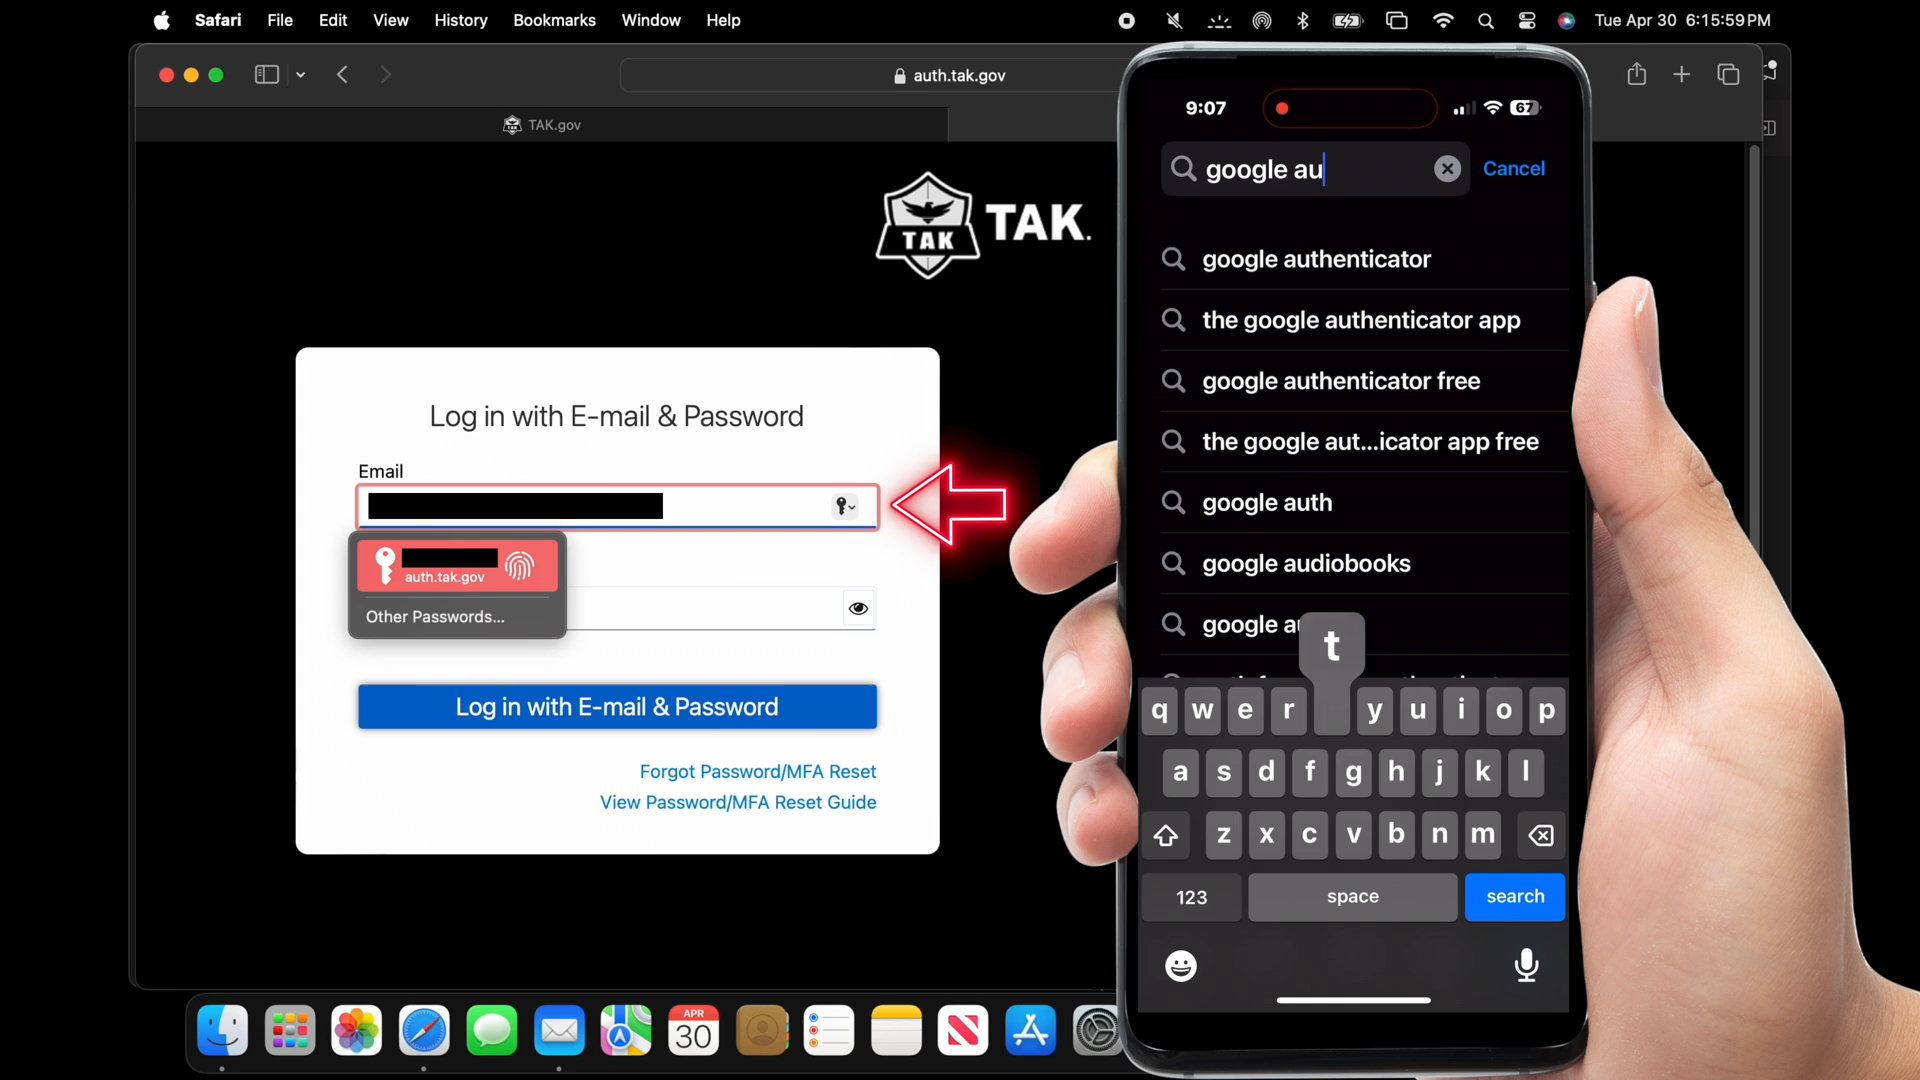 Safari File Edit View History Bookmarks Window Help Tue Apr 30 6:15:59 PM
auth.tak.gov
TAK.gov
TAK TAK.
Log in with E-mail & Password
Email
auth.tak.gov
Other Passwords...
Log in with E-mail & Password
Forgot Password/MFA Reset
View Password/MFA Reset Guide
APR
30
9:07 67
google au Cancel
google authenticator
the google authenticator app
google authenticator free
the google aut...icator app free
google auth
google audiobooks
google au
t
q w e r y u i o p
a s d f g h j k l
z x c v b n m
123 space search